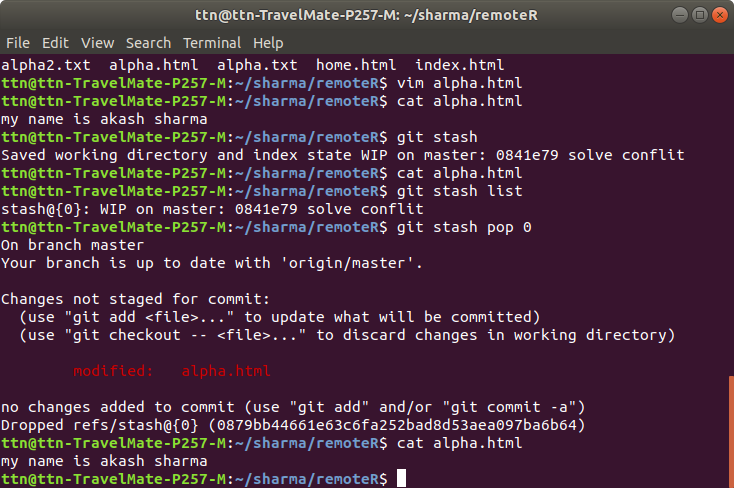 ttn@ttn-TravelMate-P257-M: ~/sharma/remoteR
File Edit View Search Terminal Help
alpha2.txt  alpha.html  alpha.txt  home.html  index.html
ttn@ttn-TravelMate-P257-M:~/sharma/remoteR$ vim alpha.html
ttn@ttn-TravelMate-P257-M:~/sharma/remoteR$ cat alpha.html
my name is akash sharma
ttn@ttn-TravelMate-P257-M:~/sharma/remoteR$ git stash
Saved working directory and index state WIP on master: 0841e79 solve conflit
ttn@ttn-TravelMate-P257-M:~/sharma/remoteR$ cat alpha.html
ttn@ttn-TravelMate-P257-M:~/sharma/remoteR$ git stash list
stash@{0}: WIP on master: 0841e79 solve conflit
ttn@ttn-TravelMate-P257-M:~/sharma/remoteR$ git stash pop 0
On branch master
Your branch is up to date with 'origin/master'.
Changes not staged for commit:
  (use "git add <file>..." to update what will be committed)
  (use "git checkout -- <file>..." to discard changes in working directory)
        modified:   alpha.html
no changes added to commit (use "git add" and/or "git commit -a")
Dropped refs/stash@{0} (0879bb44661e63c6fa252bad8d53aea097ba6b64)
ttn@ttn-TravelMate-P257-M:~/sharma/remoteR$ cat alpha.html
my name is akash sharma
ttn@ttn-TravelMate-P257-M:~/sharma/remoteR$